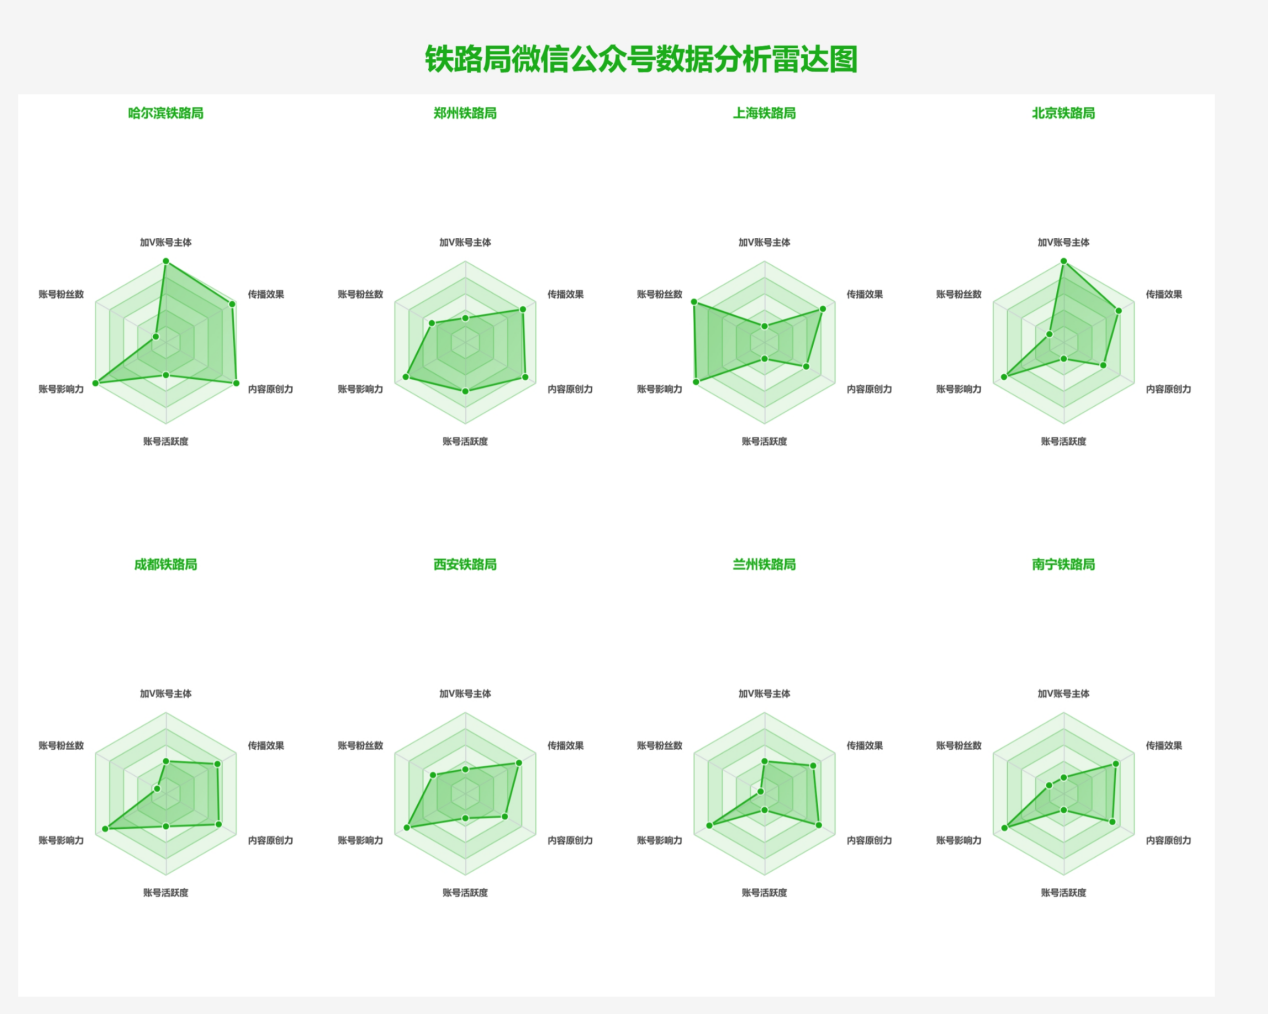 铁路局微信公众号数据分析雷达图
哈尔滨铁路局
郑州铁路局
上海铁路局
北京铁路局
加V账号主体
加V账号主体
加V账号主体
加V账号主体
账号粉丝数
传播效果
账号粉丝数
传播效果
账号粉丝数
传播效果
账号粉丝数
传播效果
账号影响力
内容原创力
账号影响力
内容原创力
账号影响力
内容原创力
账号影响力
内容原创力
账号活跃度
账号活跃度
账号活跃度
账号活跃度
成都铁路局
西安铁路局
兰州铁路局
南宁铁路局
加V账号主体
加V账号主体
加V账号主体
加V账号主体
账号粉丝数
传播效果
账号粉丝数
传播效果
账号粉丝数
传播效果
账号粉丝数
传播效果
账号影响力
内容原创力
账号影响力
内容原创力
账号影响力
内容原创力
账号影响力
内容原创力
账号活跃度
账号活跃度
账号活跃度
账号活跃度